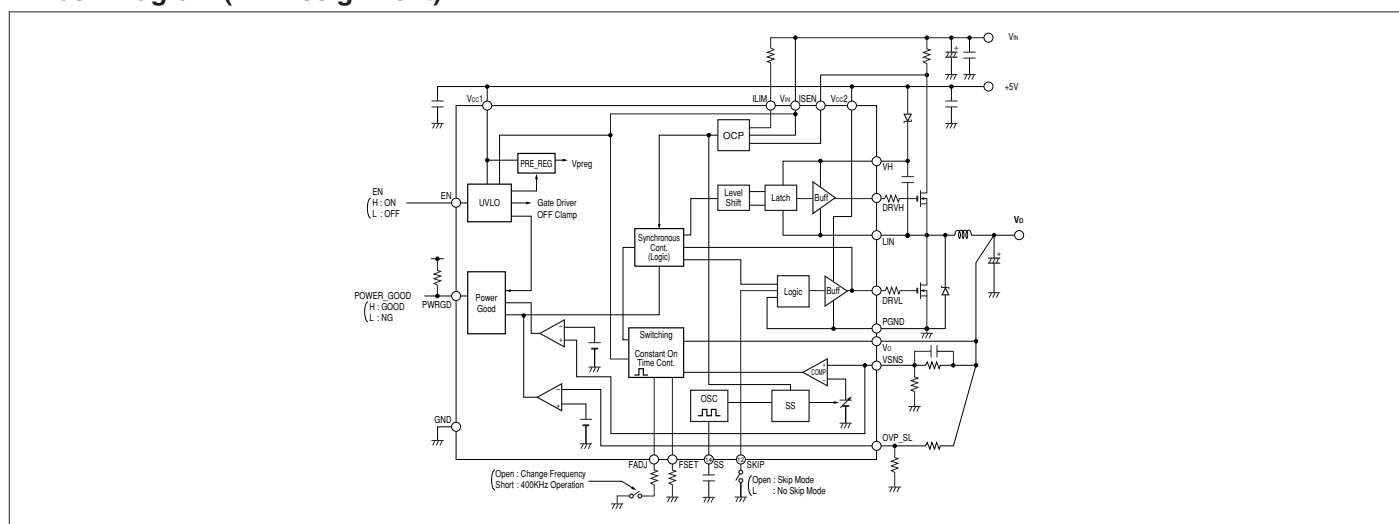 VIN
+5V
VCC1
ILIM
VIN
ISEN
VCC2
OCP
PRE_REG
Vpreg
VH
EN
H : ON
L : OFF
EN
UVLO
Gate Driver
OFF Clamp
Level
Shift
Latch
Buff
DRVH
VO
LIN
Synchronous
Cont.
(Logic)
Logic
Buff
DRVL
POWER_GOOD
H : GOOD
L : NG
PWRGD
Power
Good
PGND
Switching
Constant On
Time Cont.
VO
VSNS
COMP
+
−
−
+
−
+
OSC
SS
GND
OVP_SL
FADJ
FSET
14
SS
12
SKIP
Open : Change Frequency
Short : 400KHz Operation
Open : Skip Mode
L : No Skip Mode